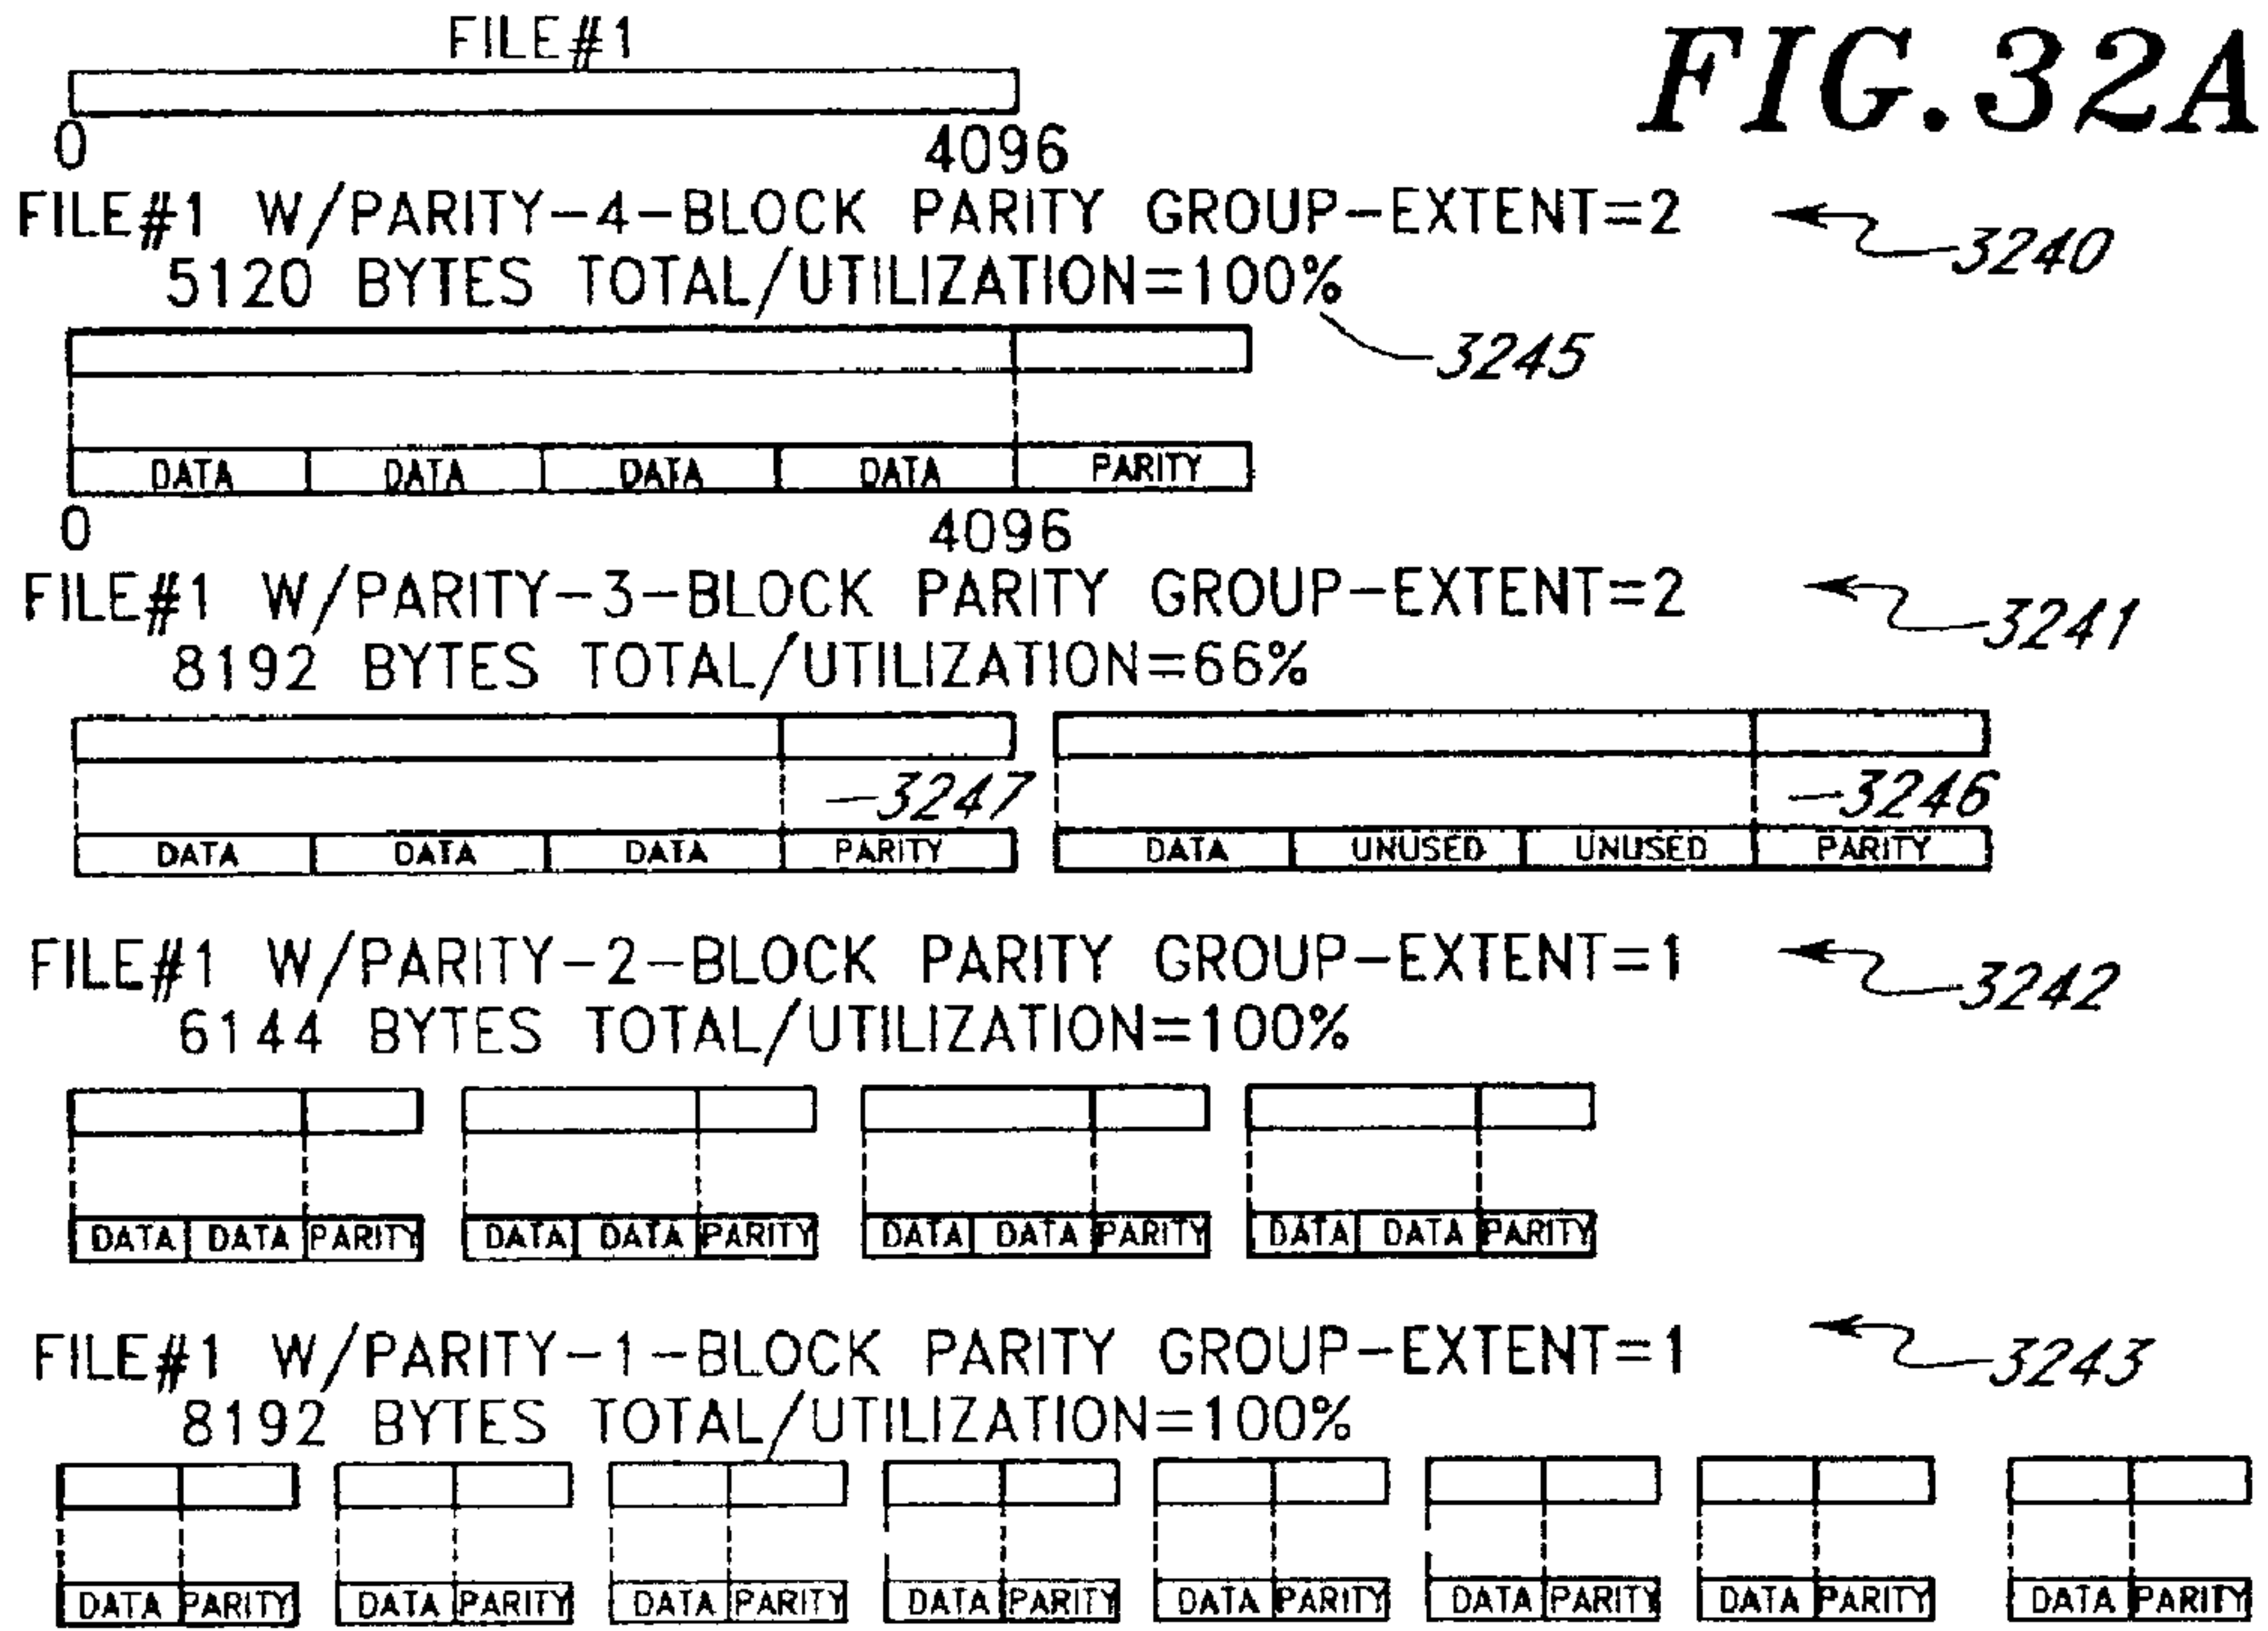 FILE#1
FIG.32A
0 4096
FILE#1 W/PARITY-4-BLOCK PARITY GROUP-EXTENT=2
3240
5120 BYTES TOTAL/UTILIZATION=100%
3245
DATA DATA DATA DATA PARITY
0 4096
FILE#1 W/PARITY-3-BLOCK PARITY GROUP-EXTENT=2
3241
8192 BYTES TOTAL/UTILIZATION=66%
3247 3246
DATA DATA DATA PARITY DATA UNUSED UNUSED PARITY
FILE#1 W/PARITY-2-BLOCK PARITY GROUP-EXTENT=1
3242
6144 BYTES TOTAL/UTILIZATION=100%
DATA DATA PARITY DATA DATA PARITY DATA DATA PARITY DATA DATA PARITY
FILE#1 W/PARITY-1-BLOCK PARITY GROUP-EXTENT=1
3243
8192 BYTES TOTAL/UTILIZATION=100%
DATA PARITY DATA PARITY DATA PARITY DATA PARITY DATA PARITY DATA PARITY DATA PARITY DATA PARITY